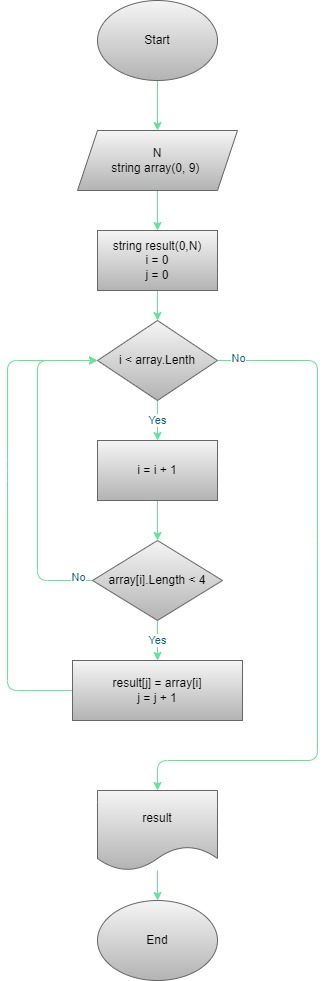 Start
N
string array(0, 9)
string result(0,N)
i = 0
j = 0
i < array.Lenth
No
Yes
i = i + 1
array[i].Length < 4
No
Yes
result[j] = array[i]
j = j + 1
result
End